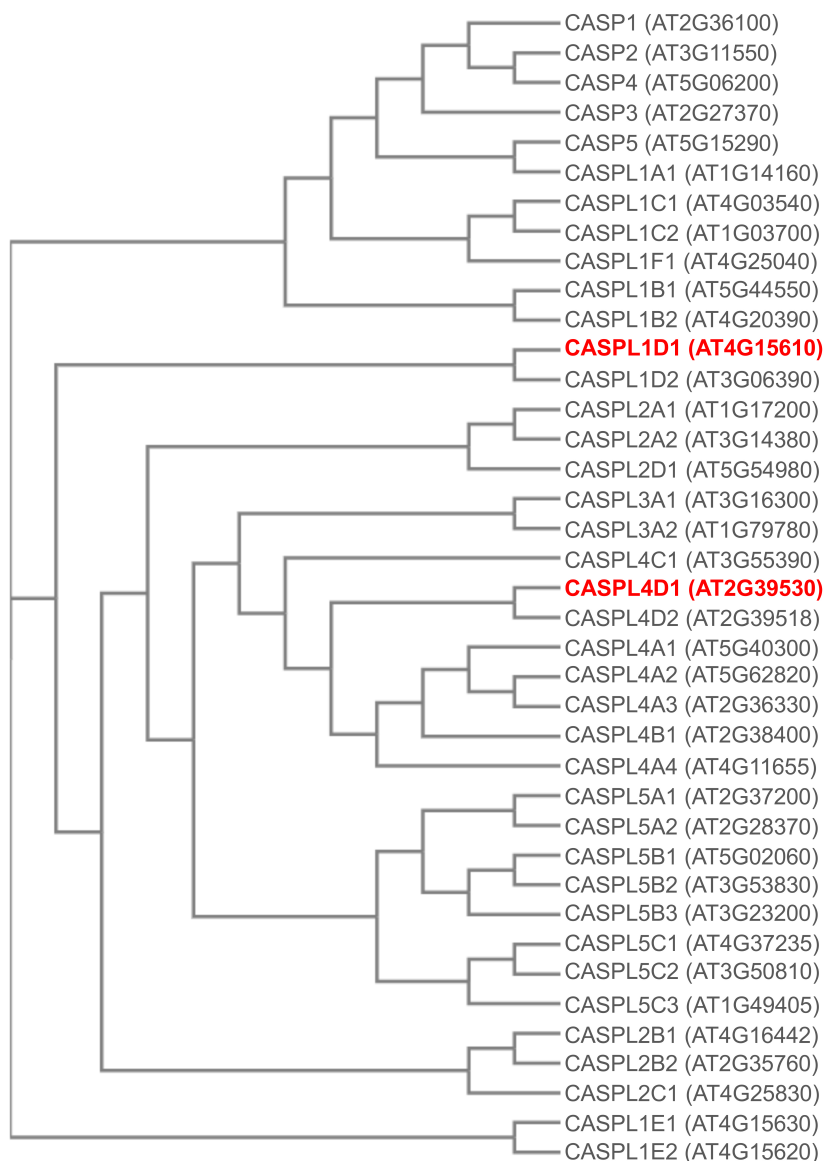 CASP1 (AT2G36100)
CASP2 (AT3G11550)
CASP4 (AT5G06200)
CASP3 (AT2G27370)
CASP5 (AT5G15290)
CASPL1A1 (AT1G14160)
CASPL1C1 (AT4G03540)
CASPL1C2 (AT1G03700)
CASPL1F1 (AT4G25040)
CASPL1B1 (AT5G44550)
CASPL1B2 (AT4G20390)
CASPL1D1 (AT4G15610)
CASPL1D2 (AT3G06390)
CASPL2A1 (AT1G17200)
CASPL2A2 (AT3G14380)
CASPL2D1 (AT5G54980)
CASPL3A1 (AT3G16300)
CASPL3A2 (AT1G79780)
CASPL4C1 (AT3G55390)
CASPL4D1 (AT2G39530)
CASPL4D2 (AT2G39518)
CASPL4A1 (AT5G40300)
CASPL4A2 (AT5G62820)
CASPL4A3 (AT2G36330)
CASPL4B1 (AT2G38400)
CASPL4A4 (AT4G11655)
CASPL5A1 (AT2G37200)
CASPL5A2 (AT2G28370)
CASPL5B1 (AT5G02060)
CASPL5B2 (AT3G53830)
CASPL5B3 (AT3G23200)
CASPL5C1 (AT4G37235)
CASPL5C2 (AT3G50810)
CASPL5C3 (AT1G49405)
CASPL2B1 (AT4G16442)
CASPL2B2 (AT2G35760)
CASPL2C1 (AT4G25830)
CASPL1E1 (AT4G15630)
CASPL1E2 (AT4G15620)